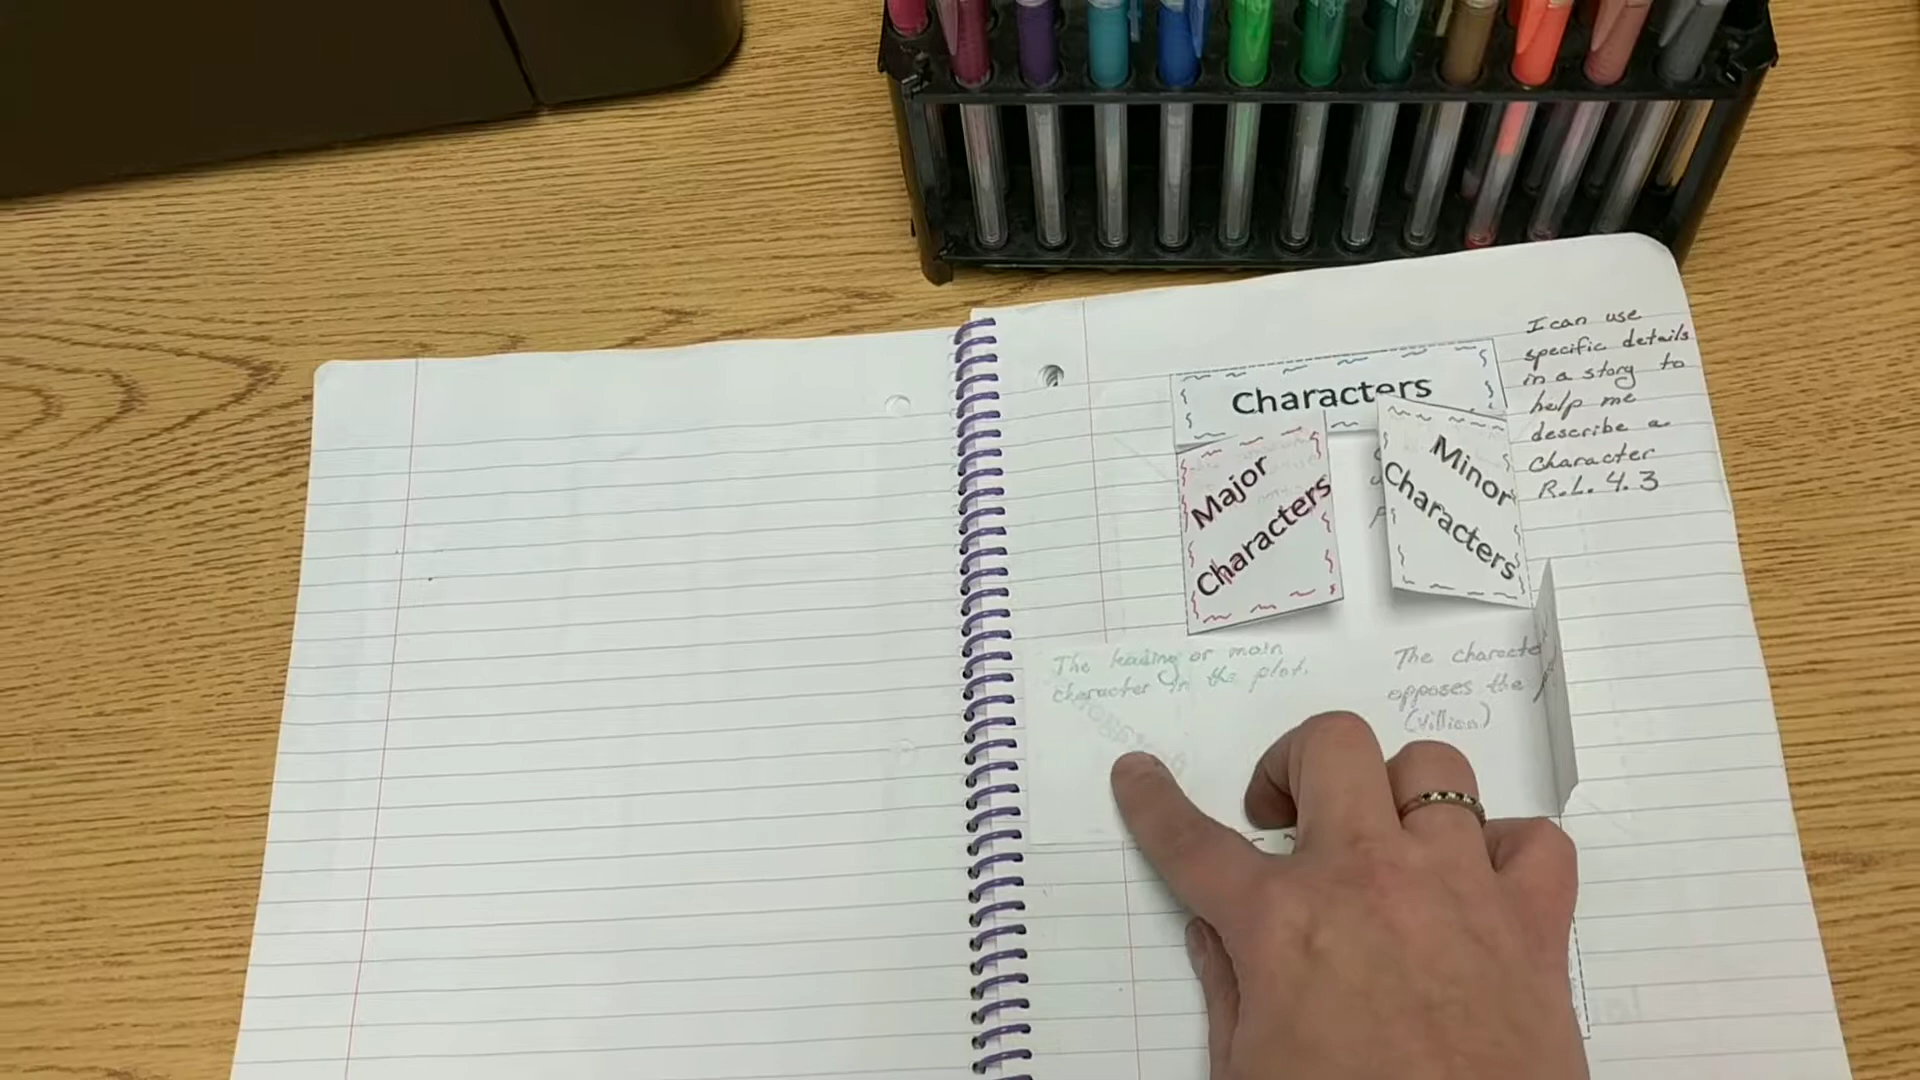 Characters
Major
Characters
Minor
Characters
I can use
specific details
in a story to
help me
describe a
character
R.L. 4.3
The leading or main
character in the plot.
The characte
opposes the
(Villian)